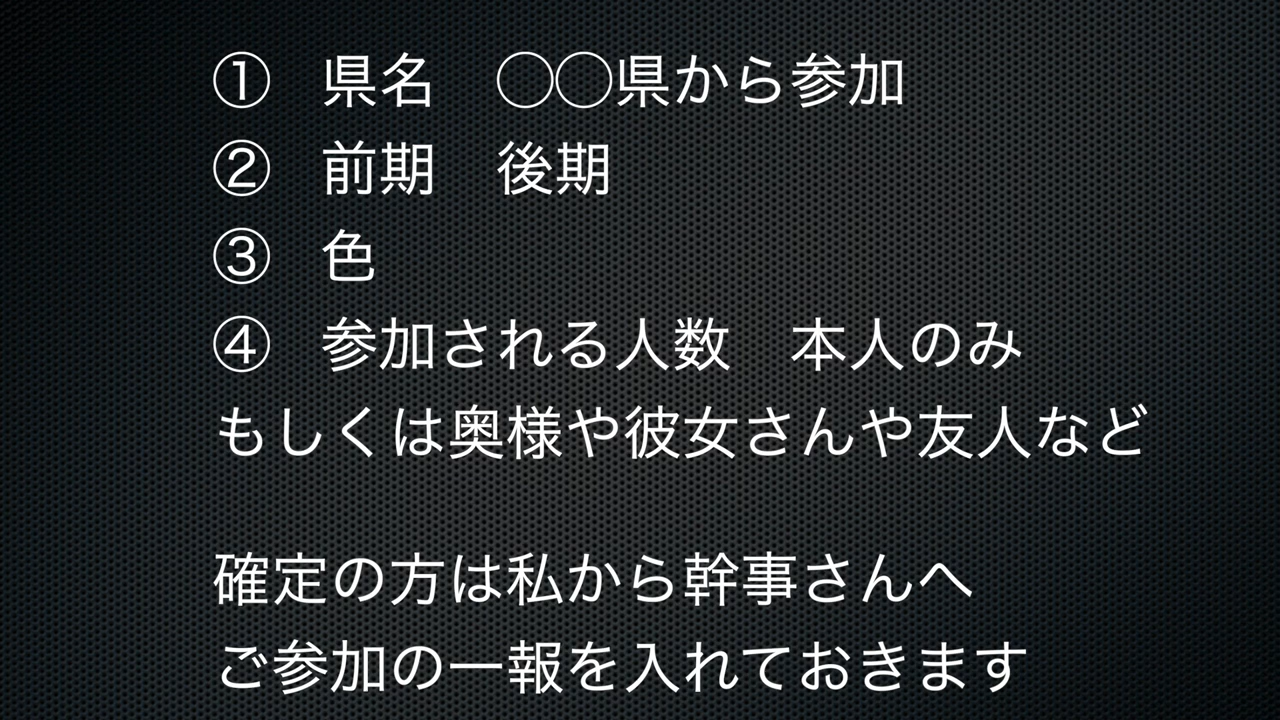 ① 県名 ◯◯県から参加
② 前期 後期
③ 色
④ 参加される人数 本人のみ
もしくは奥様や彼女さんや友人など
確定の方は私から幹事さんへ
ご参加の一報を入れておきます